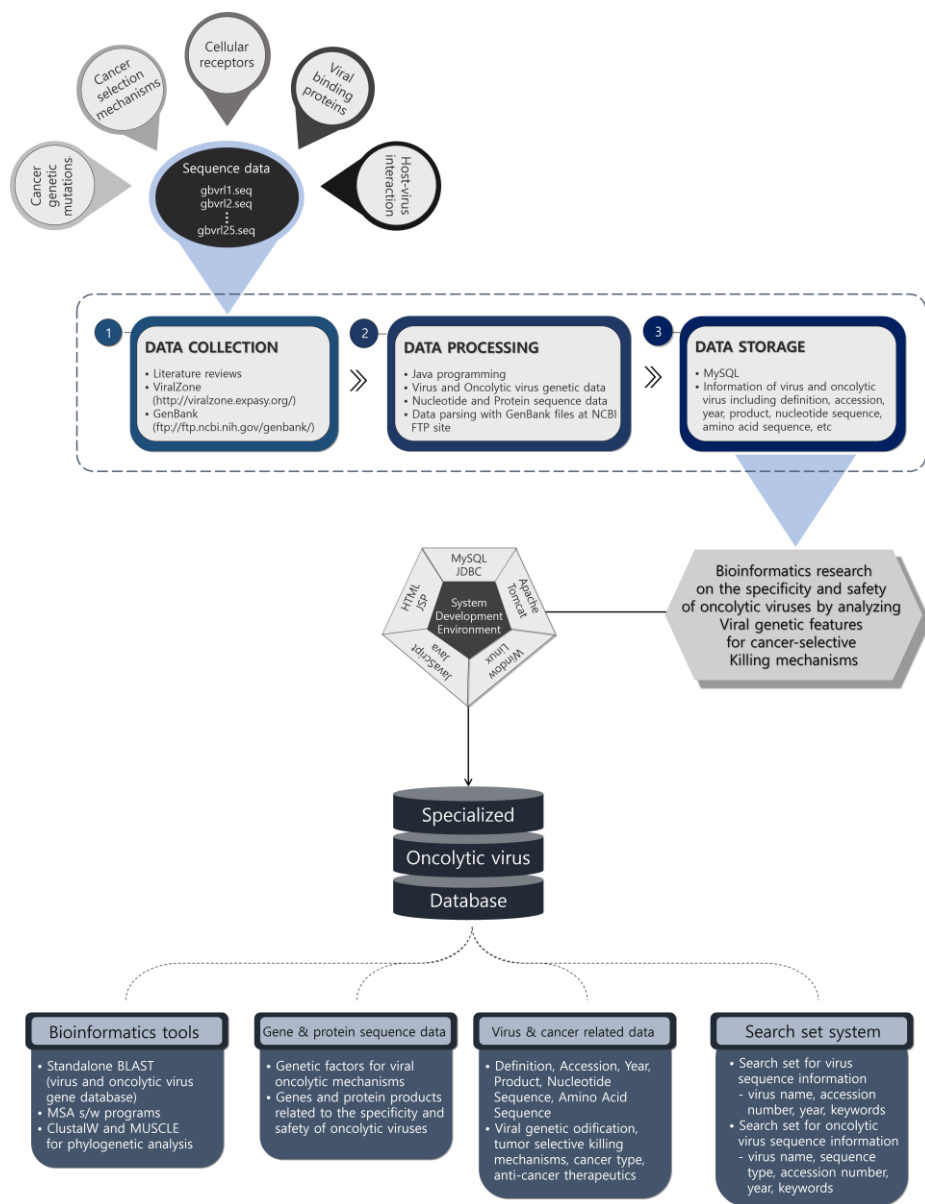 Cellular
receptors
Cancer
selection
mechanisms
Viral
binding
proteins
Cancer
genetic
mutations.
Host-virus
interaction
Sequence data
gbvrl1.seq
gbvrl2.seq
⋮
gbvrl25.seq
1
DATA COLLECTION
• Literature reviews
• ViralZone
(http://viralzone.expasy.org/)
• GenBank
(ftp://ftp.ncbi.nih.gov/genbank/)
2
DATA PROCESSING
• Java programming
• Virus and Oncolytic virus genetic data
• Nucleotide and Protein sequence data
• Data parsing with GenBank files at NCBI
FTP site
3
DATA STORAGE
• MySQL
• Information of virus and oncolytic
virus including definition, accession,
year, product, nucleotide sequence,
amino acid sequence, etc
MySQL
JDBC
Apache
Tomcat
Window
Linux
JavaScript
Java
HTML
JSP
System
Development
Environment
Bioinformatics research
on the specificity and safety
of oncolytic viruses by analyzing
Viral genetic features
for cancer-selective
Killing mechanisms
Specialized
Oncolytic virus
Database
Bioinformatics tools
• Standalone BLAST
(virus and oncolytic virus
gene database)
• MSA s/w programs
• ClustalW and MUSCLE
for phylogenetic analysis
Gene & protein sequence data
• Genetic factors for viral
oncolytic mechanisms
• Genes and protein products
related to the specificity and
safety of oncolytic viruses
Virus & cancer related data
• Definition, Accession, Year,
Product, Nucleotide
Sequence, Amino Acid
Sequence
• Viral genetic odification,
tumor selective killing
mechanisms, cancer type,
anti-cancer therapeutics
Search set system
• Search set for virus
sequence information
- virus name, accession
number, year, keywords
• Search set for oncolytic
virus sequence information
- virus name, sequence
type, accession number,
year, keywords